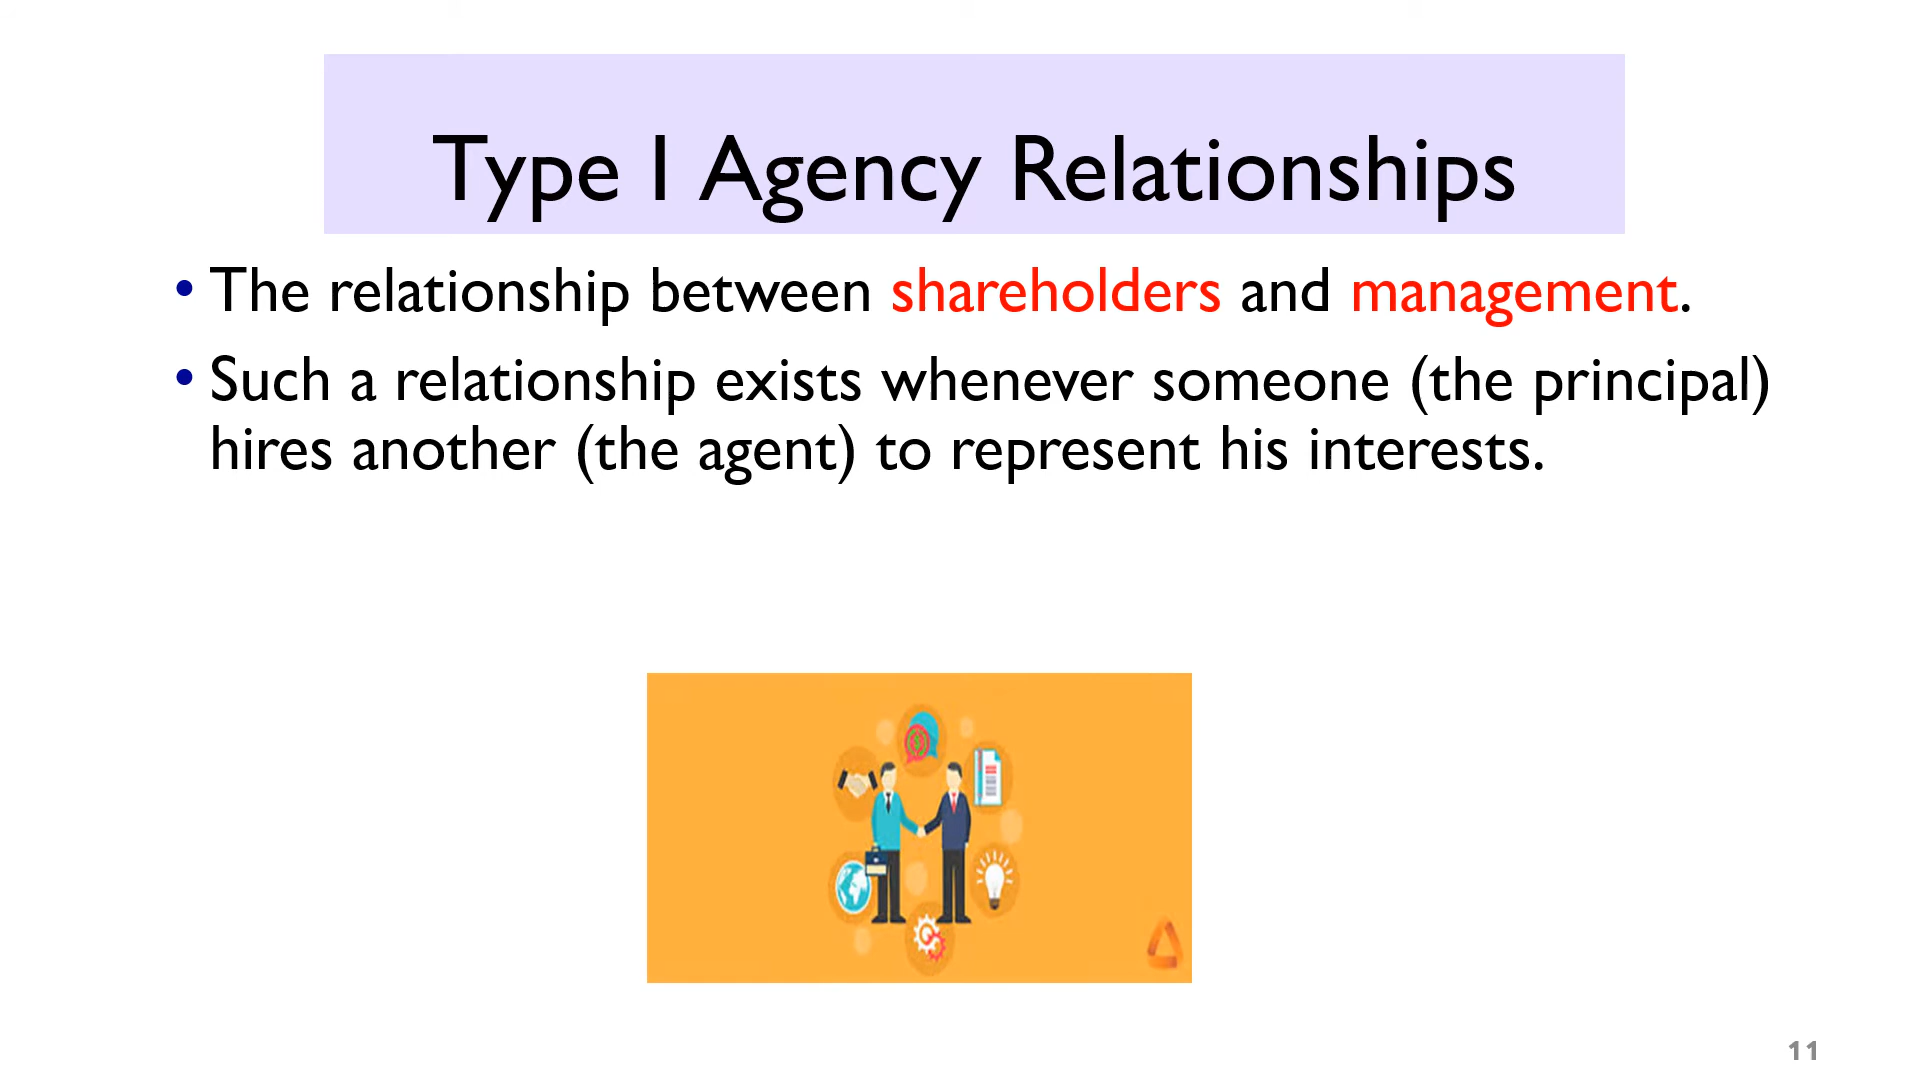 Type I Agency Relationships
• The relationship between shareholders and management.
• Such a relationship exists whenever someone (the principal)
hires another (the agent) to represent his interests.
11